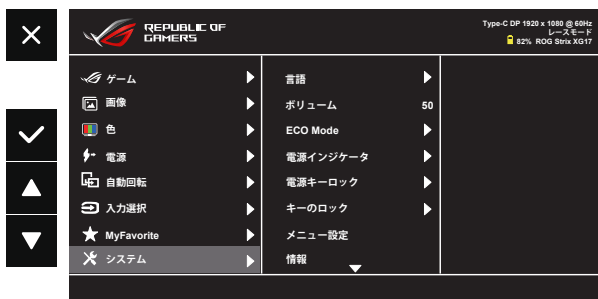 REPUBLIC OF
GAMERS
Type-C DP 1920 x 1080 @ 60Hz
レースモード
82% ROG Strix XG17
ゲーム
画像
色
電源
自動回転
入力選択
MyFavorite
システム
言語
ボリューム 50
ECO Mode
電源インジケータ
電源キーロック
キーのロック
メニュー設定
情報